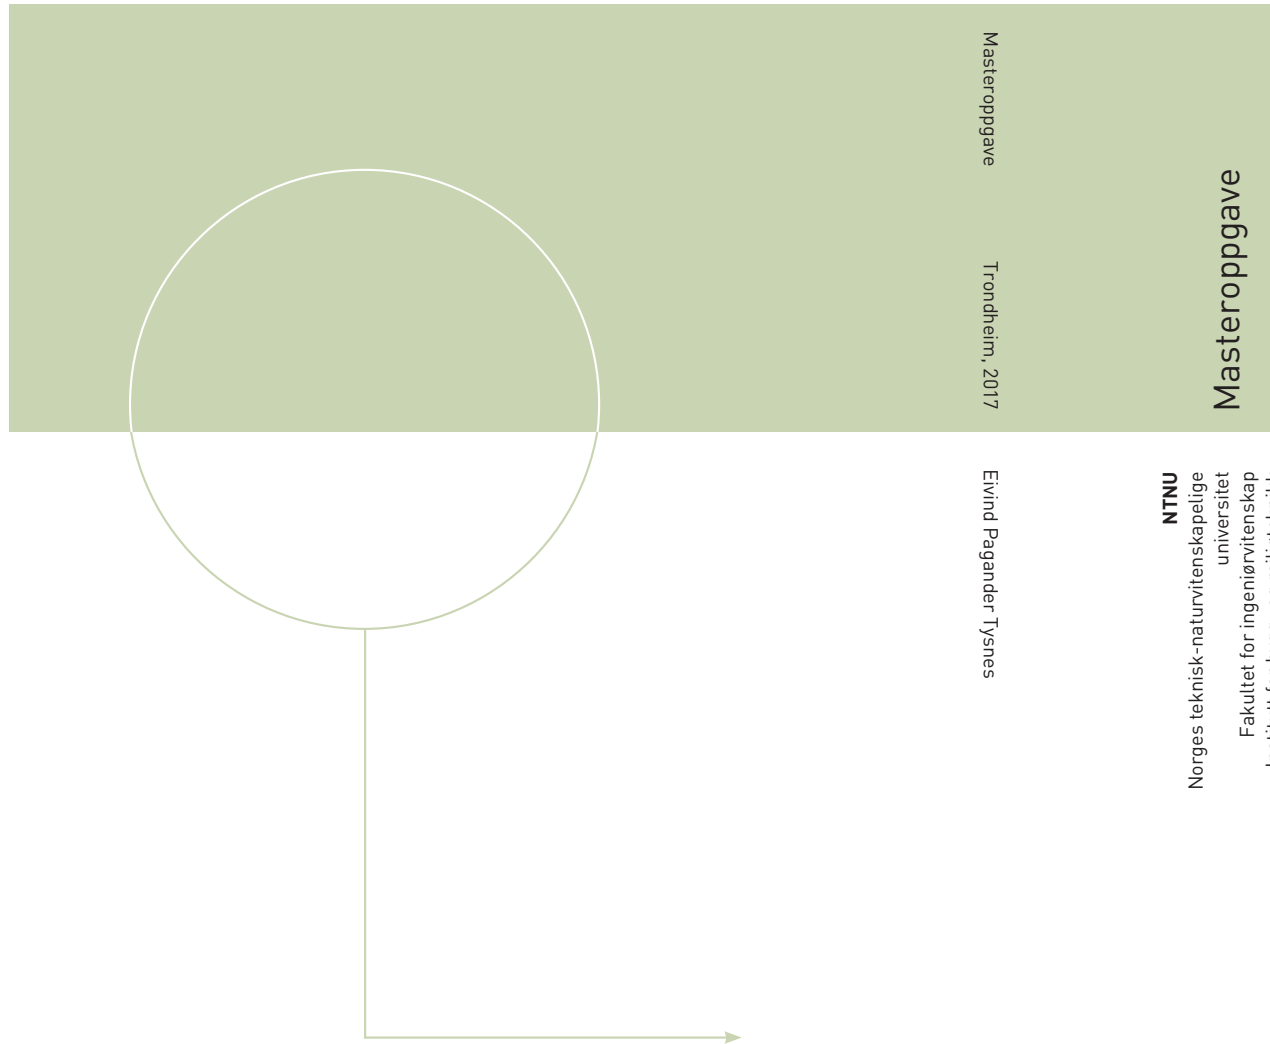 Masteroppgave
Trondheim, 2017
Eivind Pagander Tysnes
Masteroppgave
NTNU
Norges teknisk-naturvitenskapelige
universitet
Fakultet for ingeniørvitenskap